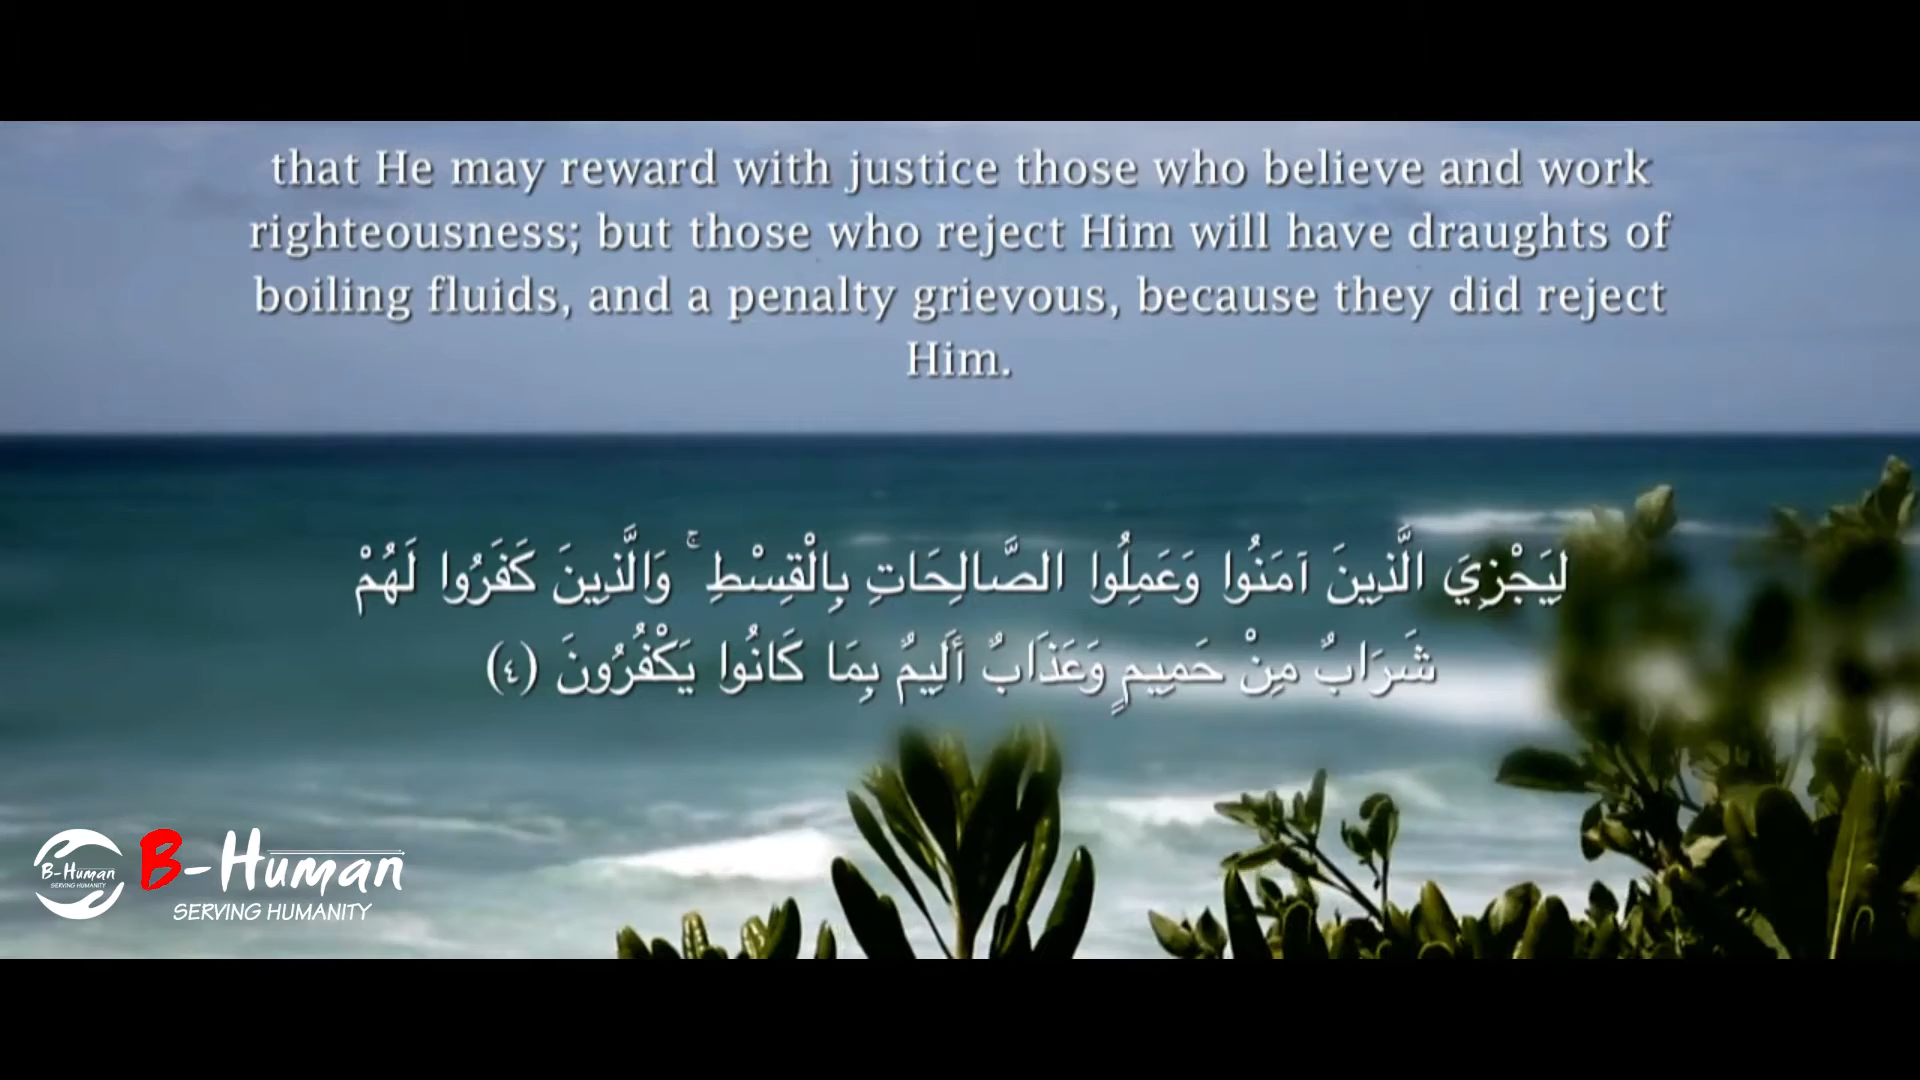 that He may reward with justice those who believe and work
righteousness; but those who reject Him will have draughts of
boiling fluids, and a penalty grievous, because they did reject
Him.
لِيَجْزِيَ الَّذِينَ آمَنُوا وَعَمِلُوا الصَّالِحَاتِ بِالْقِسْطِ ۚ وَالَّذِينَ كَفَرُوا لَهُمْ
شَرَابٌ مِنْ حَمِيمٍ وَعَذَابٌ أَلِيمٌ بِمَا كَانُوا يَكْفُرُونَ (٤)
B-Human
SERVING HUMANITY
B-Human
SERVING HUMANITY